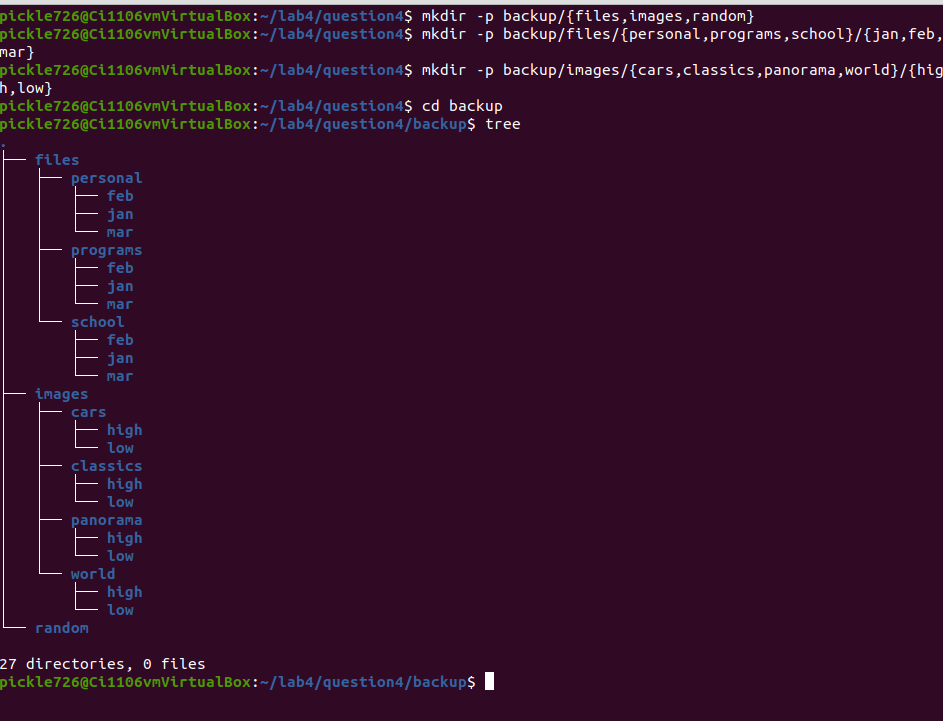 pickle726@Ci1106vmVirtualBox:~/lab4/question4$ mkdir -p backup/{files,images,random}
pickle726@Ci1106vmVirtualBox:~/lab4/question4$ mkdir -p backup/files/{personal,programs,school}/{jan,feb,
mar}
pickle726@Ci1106vmVirtualBox:~/lab4/question4$ mkdir -p backup/images/{cars,classics,panorama,world}/{hig
h,low}
pickle726@Ci1106vmVirtualBox:~/lab4/question4$ cd backup
pickle726@Ci1106vmVirtualBox:~/lab4/question4/backup$ tree
.
├── files
│   ├── personal
│   │   ├── feb
│   │   ├── jan
│   │   └── mar
│   ├── programs
│   │   ├── feb
│   │   ├── jan
│   │   └── mar
│   └── school
│       ├── feb
│       ├── jan
│       └── mar
├── images
│   ├── cars
│   │   ├── high
│   │   └── low
│   ├── classics
│   │   ├── high
│   │   └── low
│   ├── panorama
│   │   ├── high
│   │   └── low
│   └── world
│       ├── high
│       └── low
└── random

27 directories, 0 files
pickle726@Ci1106vmVirtualBox:~/lab4/question4/backup$